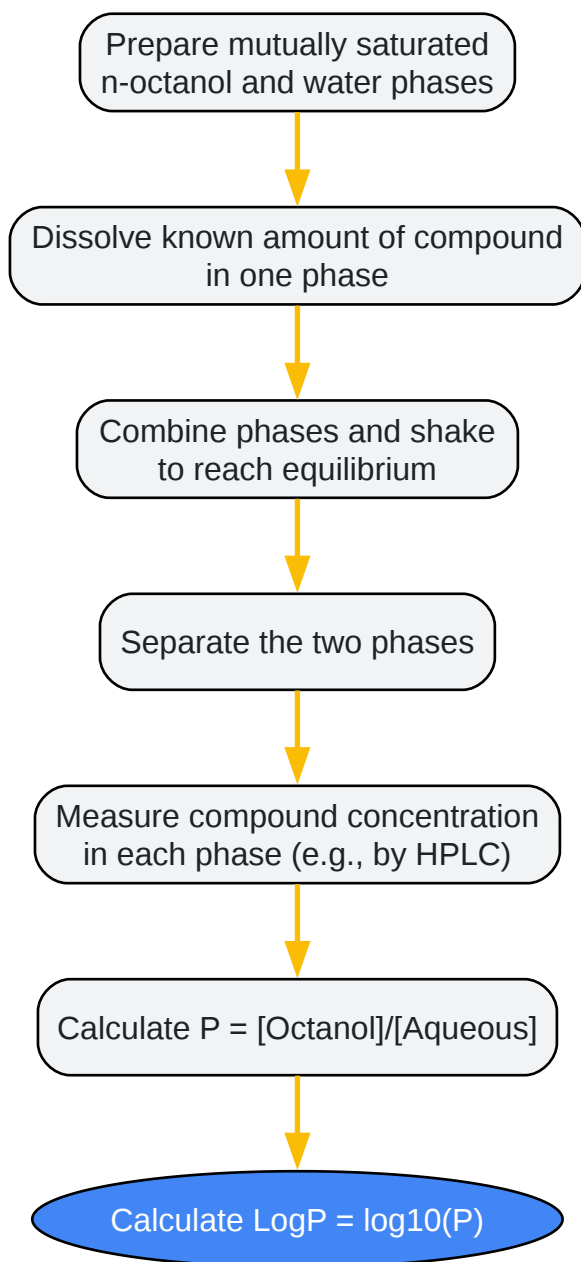 Prepare mutually saturated
n-octanol and water phases
Dissolve known amount of compound
in one phase
Combine phases and shake
to reach equilibrium
Separate the two phases
Measure compound concentration
in each phase (e.g., by HPLC)
Calculate P = [Octanol]/[Aqueous]
Calculate LogP = log10(P)